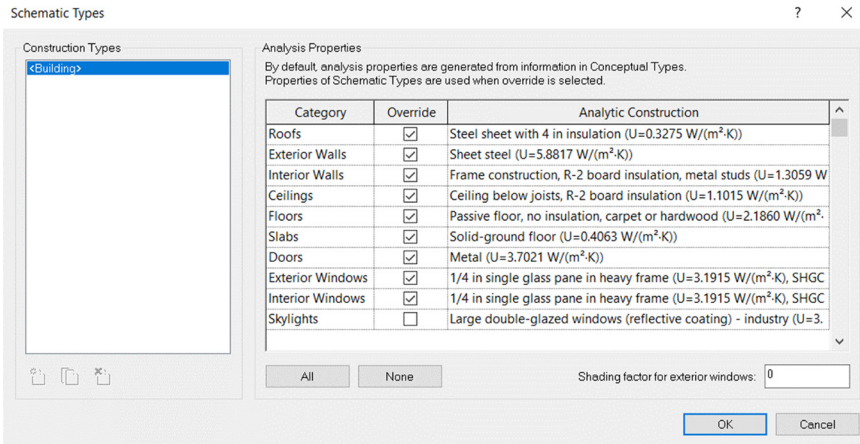 Schematic Types
Construction Types
<Building>
Analysis Properties
By default, analysis properties are generated from information in Conceptual Types.
Properties of Schematic Types are used when override is selected.
Category Override Analytic Construction
Roofs Steel sheet with 4 in insulation (U=0.3275 W/(m²·K))
Exterior Walls Sheet steel (U=5.8817 W/(m²·K))
Interior Walls Frame construction, R-2 board insulation, metal studs (U=1.3059 W
Ceilings Ceiling below joists, R-2 board insulation (U=1.1015 W/(m²·K))
Floors Passive floor, no insulation, carpet or hardwood (U=2.1860 W/(m²·
Slabs Solid-ground floor (U=0.4063 W/(m²·K))
Doors Metal (U=3.7021 W/(m²·K))
Exterior Windows 1/4 in single glass pane in heavy frame (U=3.1915 W/(m²·K), SHGC
Interior Windows 1/4 in single glass pane in heavy frame (U=3.1915 W/(m²·K), SHGC
Skylights Large double-glazed windows (reflective coating) - industry (U=3.
All None Shading factor for exterior windows: 0
OK Cancel